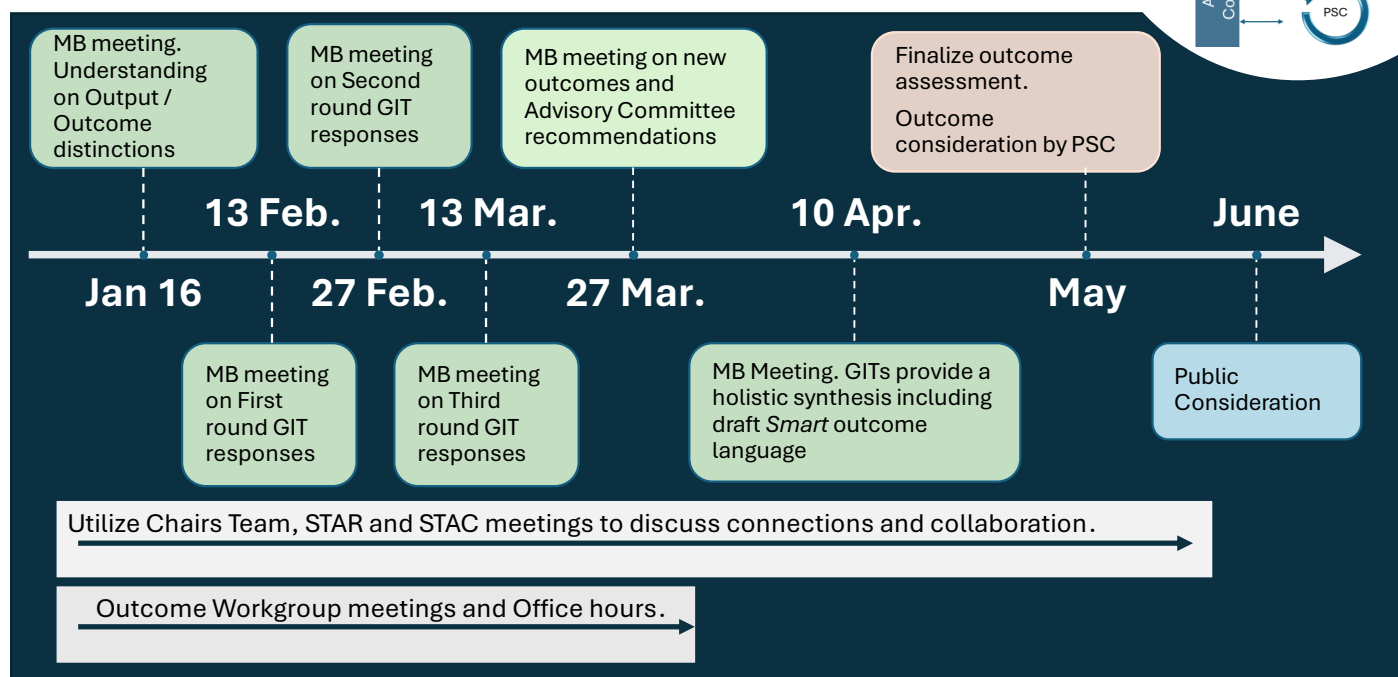 A
Co
PSC
MB meeting.
Understanding
on Output /
Outcome
distinctions
MB meeting
on Second
round GIT
responses
MB meeting on new
outcomes and
Advisory Committee
recommendations
Finalize outcome
assessment.
Outcome
consideration by PSC
13 Feb.
13 Mar.
10 Apr.
June
Jan 16
27 Feb.
27 Mar.
May
MB meeting
on First
round GIT
responses
MB meeting
on Third
round GIT
responses
MB Meeting. GITs provide a
holistic synthesis including
draft Smart outcome
language
Public
Consideration
Utilize Chairs Team, STAR and STAC meetings to discuss connections and collaboration.
Outcome Workgroup meetings and Office hours.